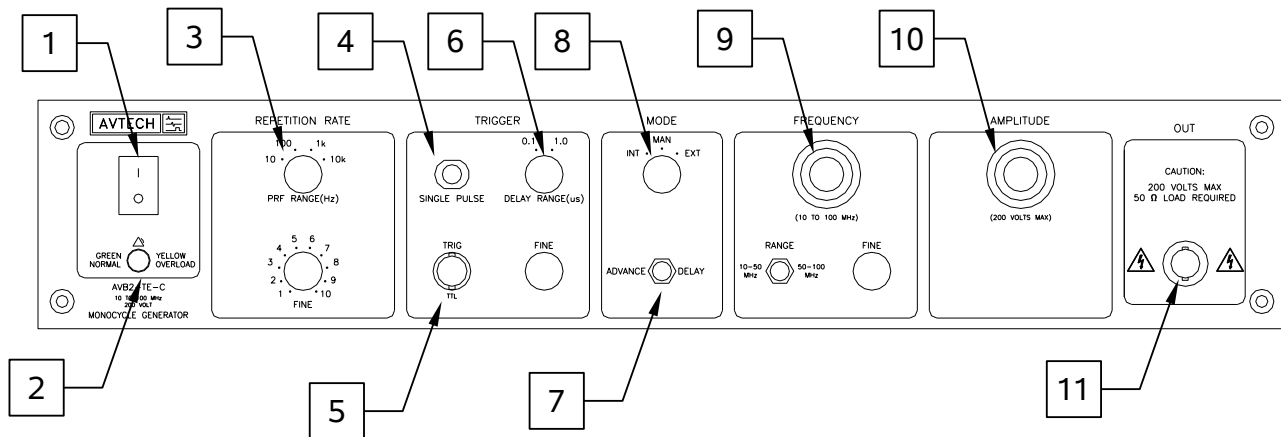 1
3
4
6
8
9
10
AVTECH
REPETITION RATE
100
1k
10
10k
PRF RANGE(Hz)
5
6
4
7
3
8
2
9
1
10
FINE
TRIGGER
0.1
1.0
SINGLE PULSE
DELAY RANGE(us)
TRIG
TTL
FINE
MODE
MAN
INT
EXT
ADVANCE
DELAY
FREQUENCY
(10 TO 100 MHz)
RANGE
10-50
MHz
50-100
MHz
FINE
AMPLITUDE
(200 VOLTS MAX)
OUT
CAUTION:
200 VOLTS MAX
50 Ω LOAD REQUIRED
I
GREEN
NORMAL
YELLOW
OVERLOAD
200 VOLT
MONOCYCLE GENERATOR
2
5
7
11